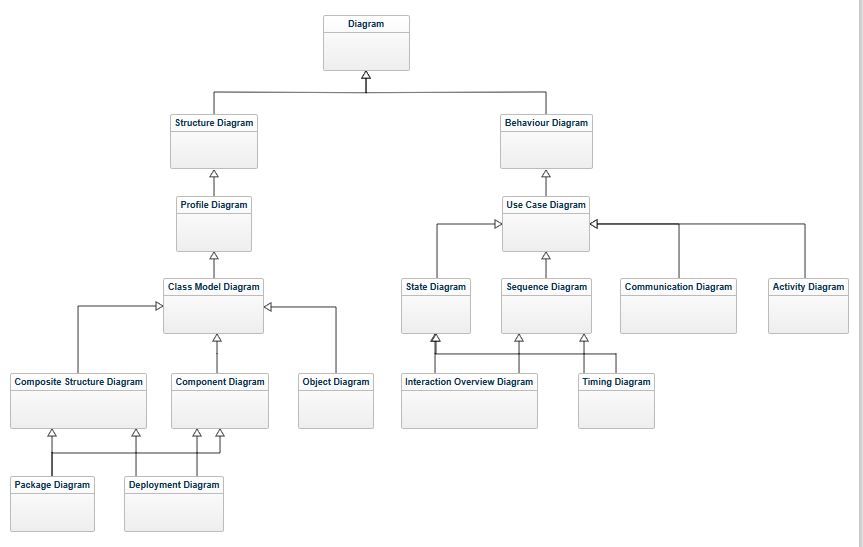 Diagram
Structure Diagram
Behaviour Diagram
Profile Diagram
Use Case Diagram
Class Model Diagram
State Diagram
Sequence Diagram
Communication Diagram
Activity Diagram
Composite Structure Diagram
Component Diagram
Object Diagram
Interaction Overview Diagram
Timing Diagram
Package Diagram
Deployment Diagram